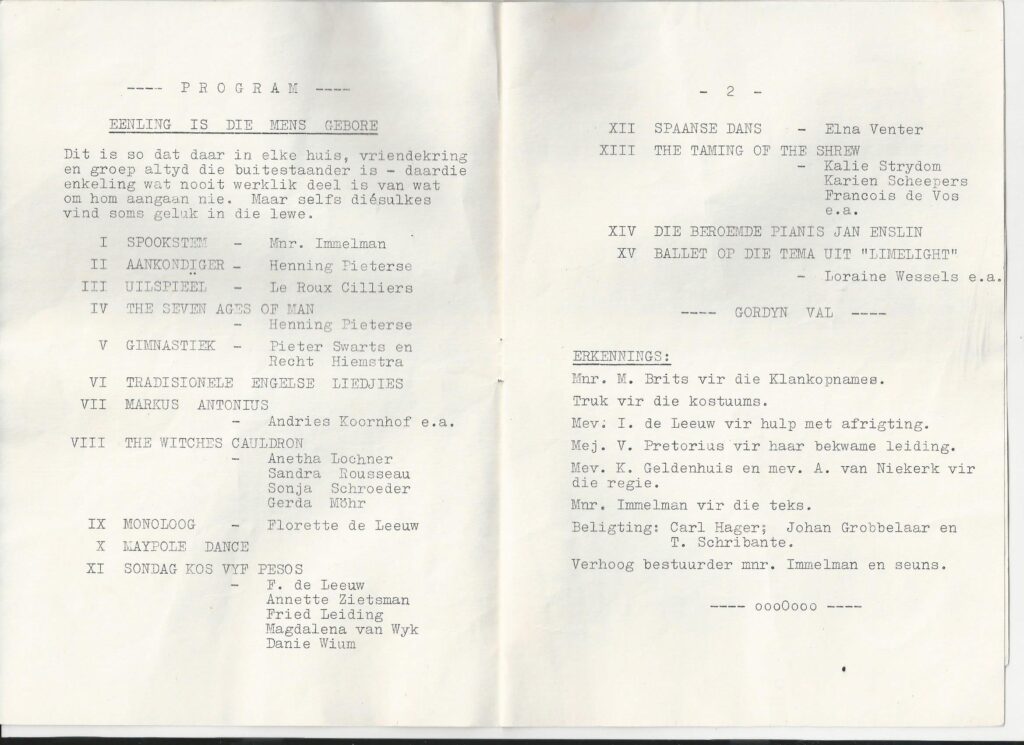 ---- P R O G R A M ----
EENLING IS DIE MENS GEBORE
Dit is so dat daar in elke huis, vriendekring
en groep altyd die buitestaander is - daardie
enkeling wat nooit werklik deel is van wat
om hom aangaan nie. Maar selfs diésulkes
vind soms geluk in die lewe.
I SPOOKSTEM - Mnr. Immelman
II AANKONDIGER - Henning Pieterse
III UILSPIEËL - Le Roux Cilliers
IV THE SEVEN AGES OF MAN
- Henning Pieterse
V GIMNASTIEK - Pieter Swarts en
Recht Hiemstra
VI TRADISIONELE ENGELSE LIEDJIES
VII MARKUS ANTONIUS
- Andries Koornhof e.a.
VIII THE WITCHES CAULDRON
- Anetha Lochner
Sandra Rousseau
Sonja Schroeder
Gerda Möhr
IX MONOLOOG - Florette de Leeuw
X MAYPOLE DANCE
XI SONDAG KOS VYF PESOS
- F. de Leeuw
Annette Zietsman
Fried Leiding
Magdalena van Wyk
Danie Wium
- 2 -
XII SPAANSE DANS - Elna Venter
XIII THE TAMING OF THE SHREW
- Kalie Strydom
Karien Scheepers
Francois de Vos
e.a.
XIV DIE BEROEMDE PIANIS JAN ENSLIN
XV BALLET OP DIE TEMA UIT "LIMELIGHT"
- Loraine Wessels e.a.
---- GORDYN VAL ----
ERKENNINGS:
Mnr. M. Brits vir die Klankopnames.
Truk vir die kostuums.
Mev. I. de Leeuw vir hulp met afrigting.
Mej. V. Pretorius vir haar bekwame leiding.
Mev. K. Geldenhuis en mev. A. van Niekerk vir
die regie.
Mnr. Immelman vir die teks.
Beligting: Carl Hager; Johan Grobbelaar en
T. Schribante.
Verhoog bestuurder mnr. Immelman en seuns.
---- oooOooo ----